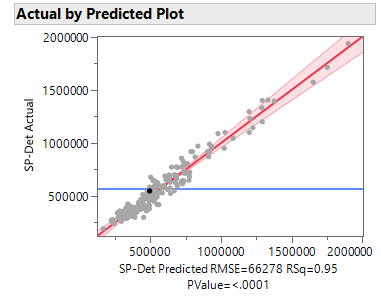 Actual by Predicted Plot
2000000
1500000
1000000
500000
SP-Det Actual
500000 1000000 1500000 2000000
SP-Det Predicted RMSE=66278 RSq=0.95
PValue=<.0001